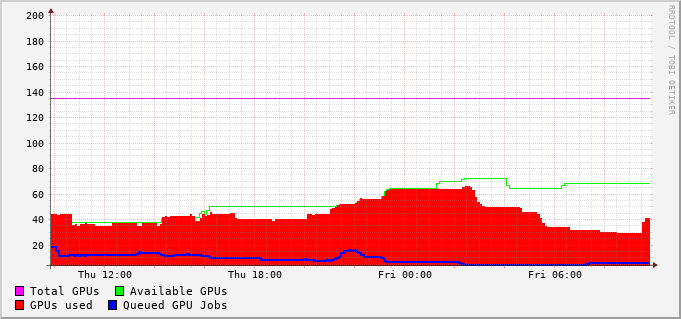 200
180
160
140
120
100
80
60
40
20
Thu 12:00 Thu 18:00 Fri 00:00 Fri 06:00
Total GPUs Available GPUs
GPUs used Queued GPU Jobs
RRDTOOL / TOBI OETIKER